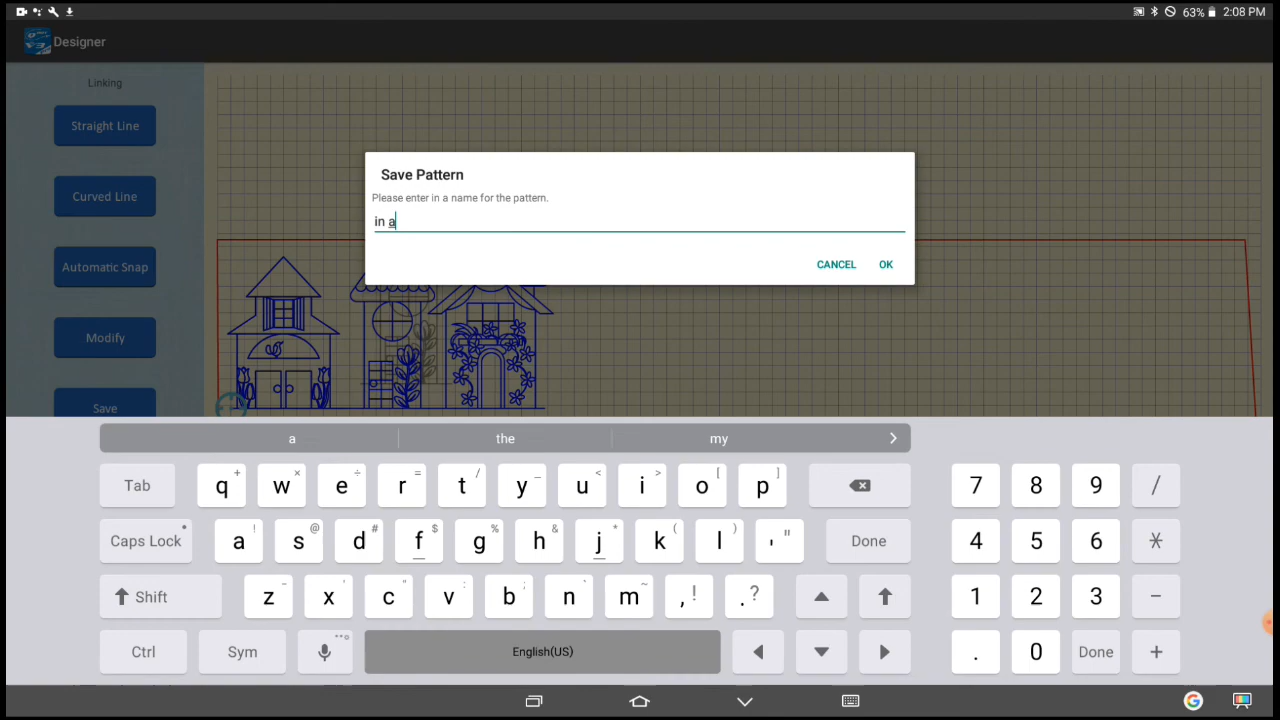 63% 2:08 PM
Designer
Linking
Straight Line
Curved Line
Automatic Snap
Modify
Save
Save Pattern
Please enter in a name for the pattern.
in a
CANCEL OK
a the my >
Tab q + w × e ÷ r = t / y _ u < i > o [ p ] 7 8 9 /
Caps Lock a ! s @ d # f $ g % h & j * k ( l ) ' " Done 4 5 6 *
Shift z - x ' c " v : b ; n , m ~ , ! . ? 1 2 3 -
Ctrl Sym English(US) . 0 Done +
G